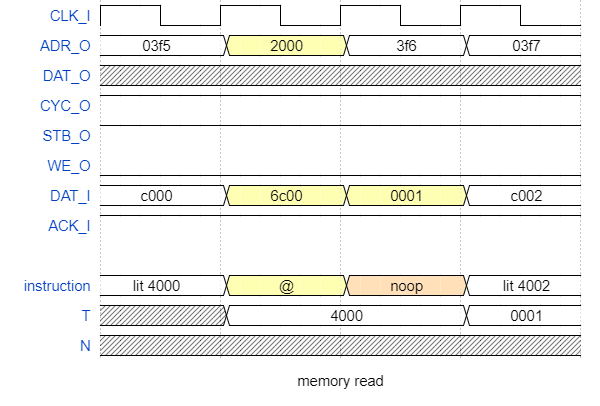 CLK_I
ADR_O 03f5 2000 3f6 03f7
DAT_O
CYC_O
STB_O
WE_O
DAT_I c000 6c00 0001 c002
ACK_I
instruction lit 4000 @ noop lit 4002
T 4000 0001
N
memory read